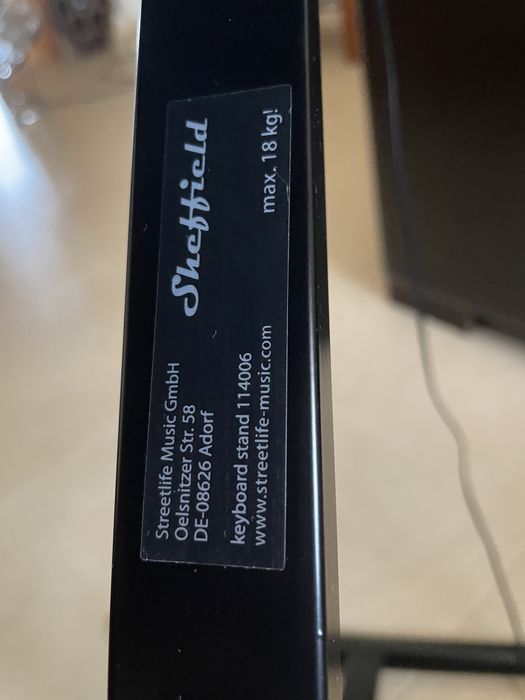 Streetlife Music GmbH
Oelsnitzer Str. 58
DE-08626 Adorf
Sheffield
keyboard stand 114006
www.streetlife-music.com
max. 18 kg!